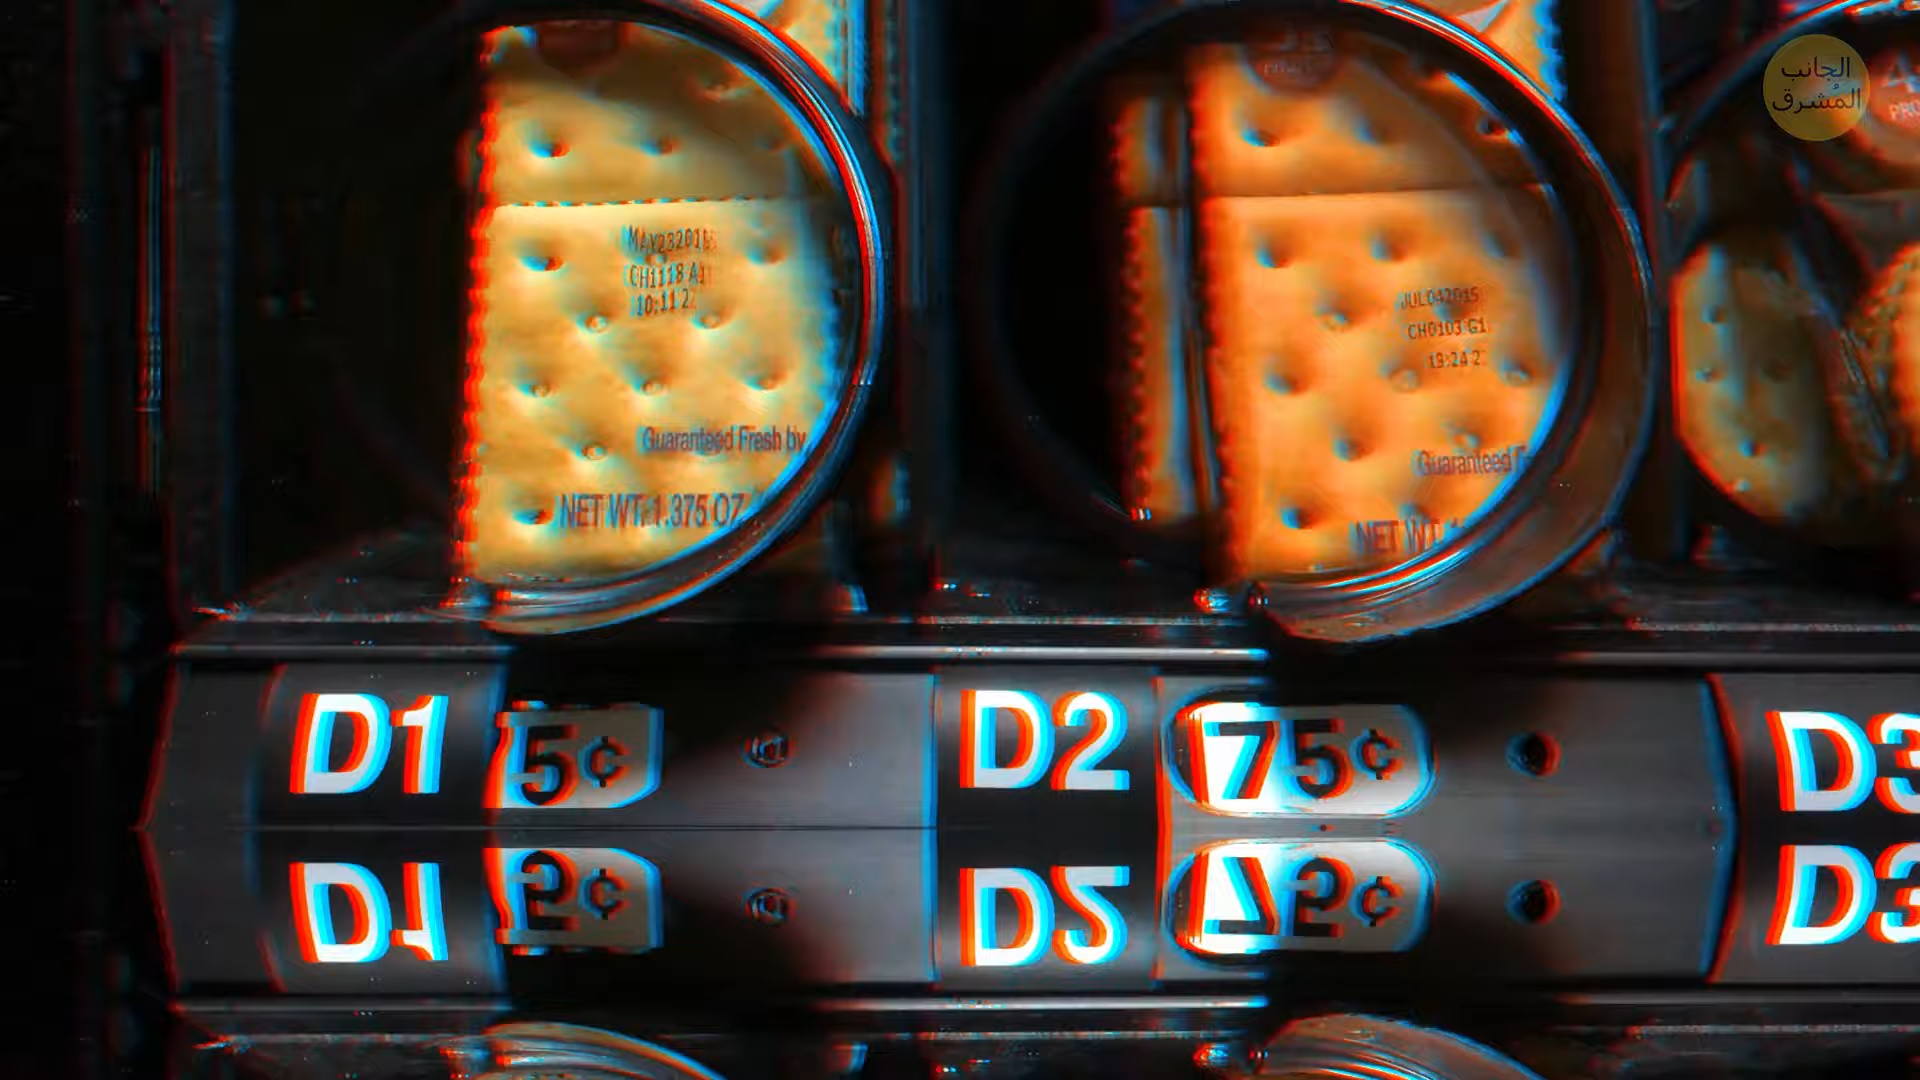 الجانب
المُشرق
CH1118 A1
10:11 2
Guaranteed Fresh by
NET WT. 1.375 OZ
JUL042015
CH0103 G1
19:24 2
Guaranteed
NET WT.
D1
5¢
D2
75¢
D3